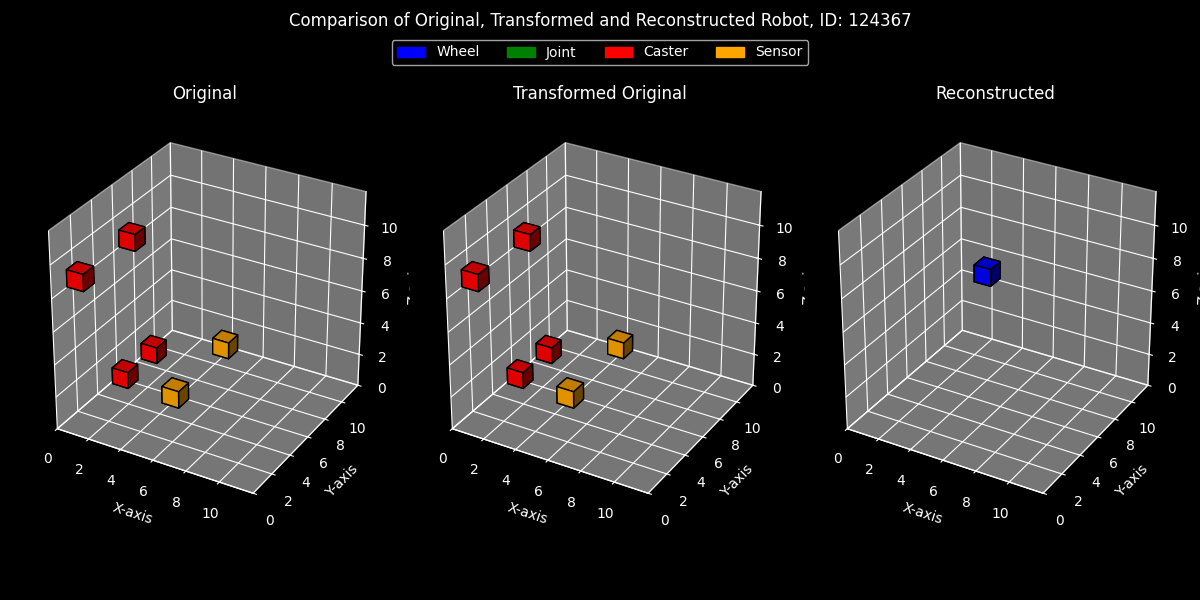 Comparison of Original, Transformed and Reconstructed Robot, ID: 124367
Wheel Joint Caster Sensor
Original Transformed Original Reconstructed
10 10 10
8 8 8
6 6 6
4 4 4
2 2 2
0 0 0
0 2 4 6 8 10 0 2 4 6 8 10 0 2 4 6 8 10
0 2 4 6 8 10 0 2 4 6 8 10 0 2 4 6 8 10
X-axis Y-axis X-axis Y-axis X-axis Y-axis